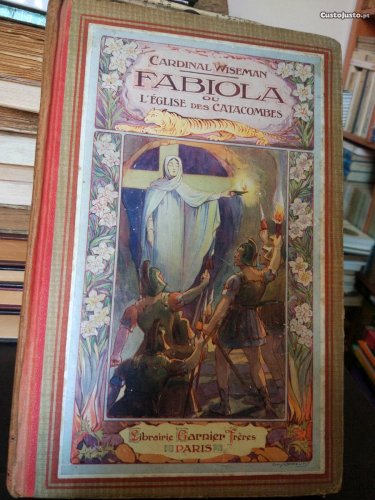 CustoJusto.pt
CARDINAL WISEMAN
FABIOLA
OU
L'ÉGLISE DES CATACOMBES
Librairie Garnier Frères
PARIS